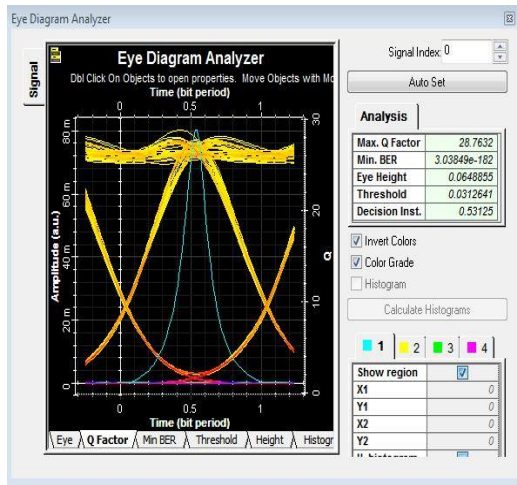 Eye Diagram Analyzer
Signal Index: 0
Auto Set
Signal
Eye Diagram Analyzer
Dbl Click On Objects to open properties. Move Objects with Mo
Time (bit period)
0 0.5 1
Amplitude (a.u.)
80 m
60 m
40 m
20 m
0
Q
30
20
10
0
0 0.5 1
Time (bit period)
Eye Q Factor Min BER Threshold Height Histogr
Analysis
Max. Q Factor 28.7632
Min. BER 3.03849e-182
Eye Height 0.0648855
Threshold 0.0312641
Decision Inst. 0.53125
Invert Colors
Color Grade
Histogram
Calculate Histograms
1 2 3 4
Show region
X1 0
Y1 0
X2 0
Y2 0